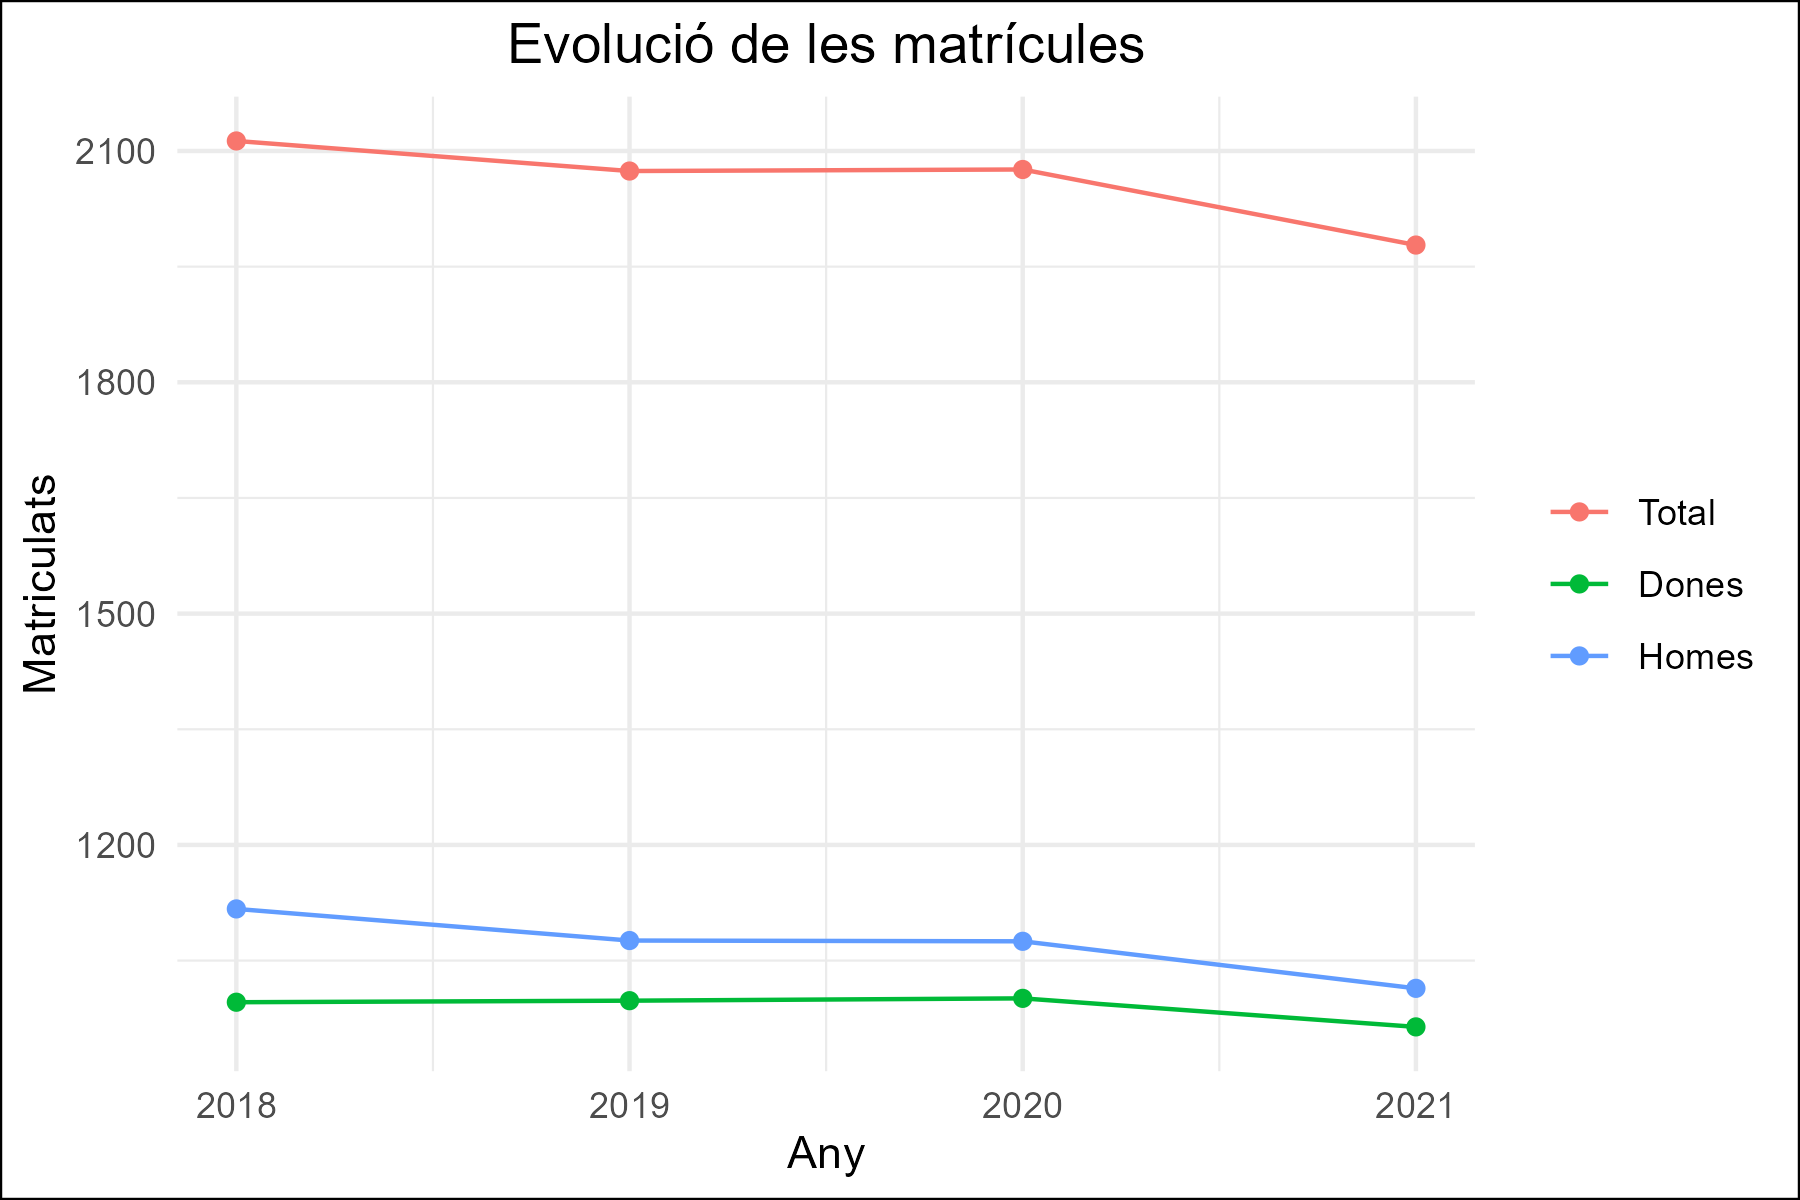 Evolució de les matrícules
2100
1800
1500
1200
Matriculats
2018
2019
2020
2021
Any
Total
Dones
Homes